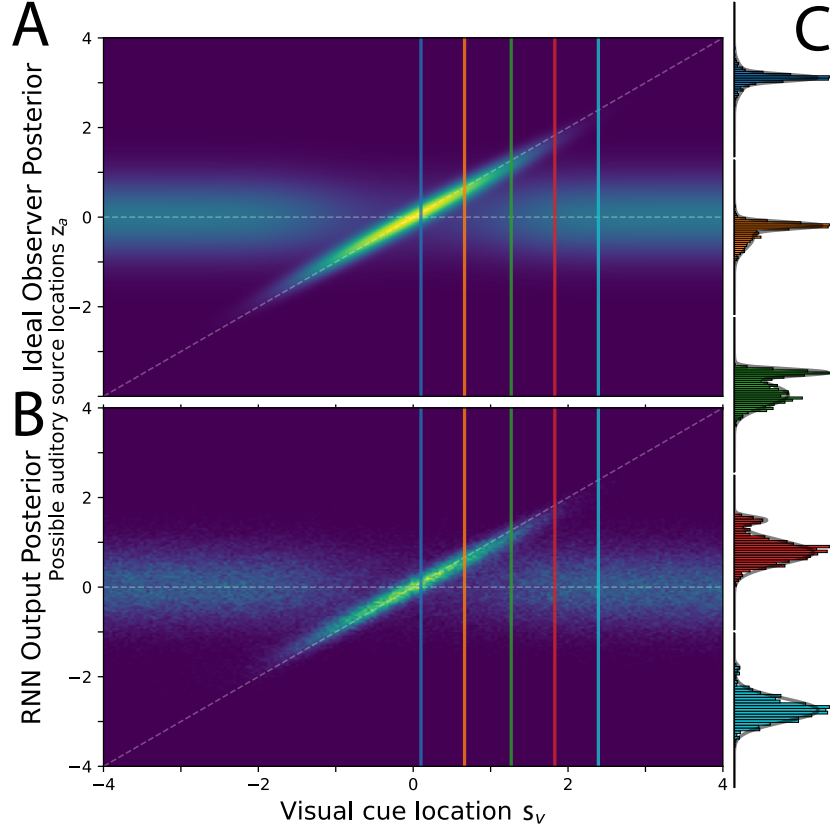 A
C
Ideal Observer Posterior
Possible auditory source locations z_a
4
2
0
−2
B
RNN Output Posterior
4
2
0
−2
−4
−4
−2
0
2
4
Visual cue location s_v